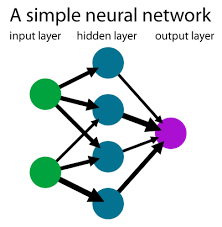 A simple neural network
input layer hidden layer output layer